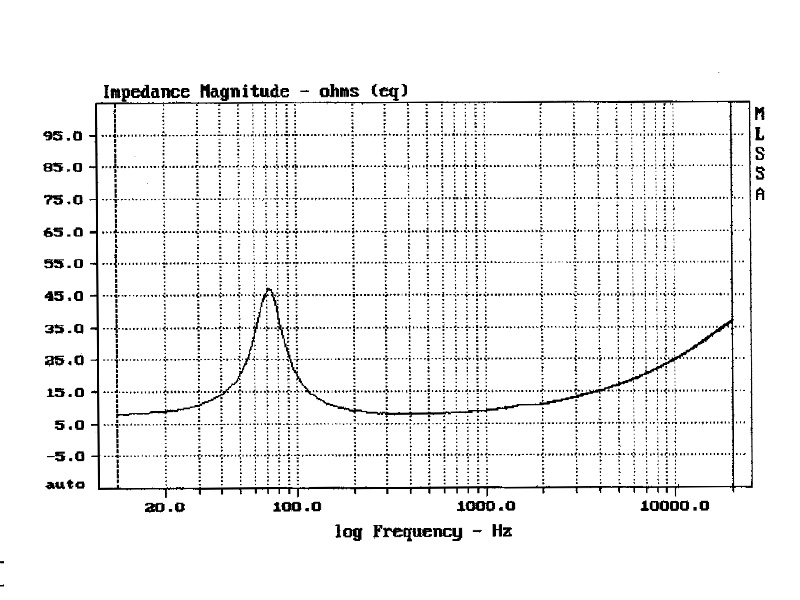 Impedance Magnitude - ohms (eq)
M
L
S
S
A
95.0
85.0
75.0
65.0
55.0
45.0
35.0
25.0
15.0
5.0
-5.0
auto
20.0 100.0 1000.0 10000.0
log Frequency - Hz